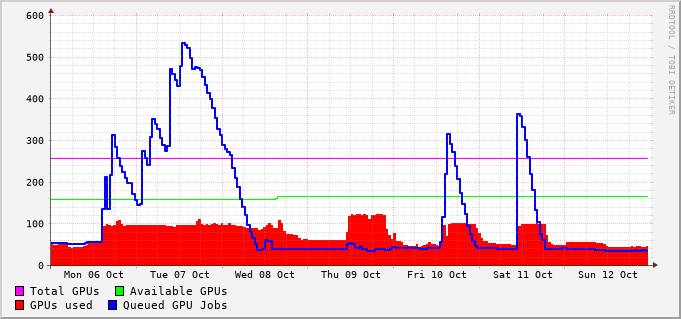 600
500
400
300
200
100
0
Mon 06 Oct Tue 07 Oct Wed 08 Oct Thu 09 Oct Fri 10 Oct Sat 11 Oct Sun 12 Oct
Total GPUs Available GPUs
GPUs used Queued GPU Jobs
RRDTOOL / TOBI OETIKER